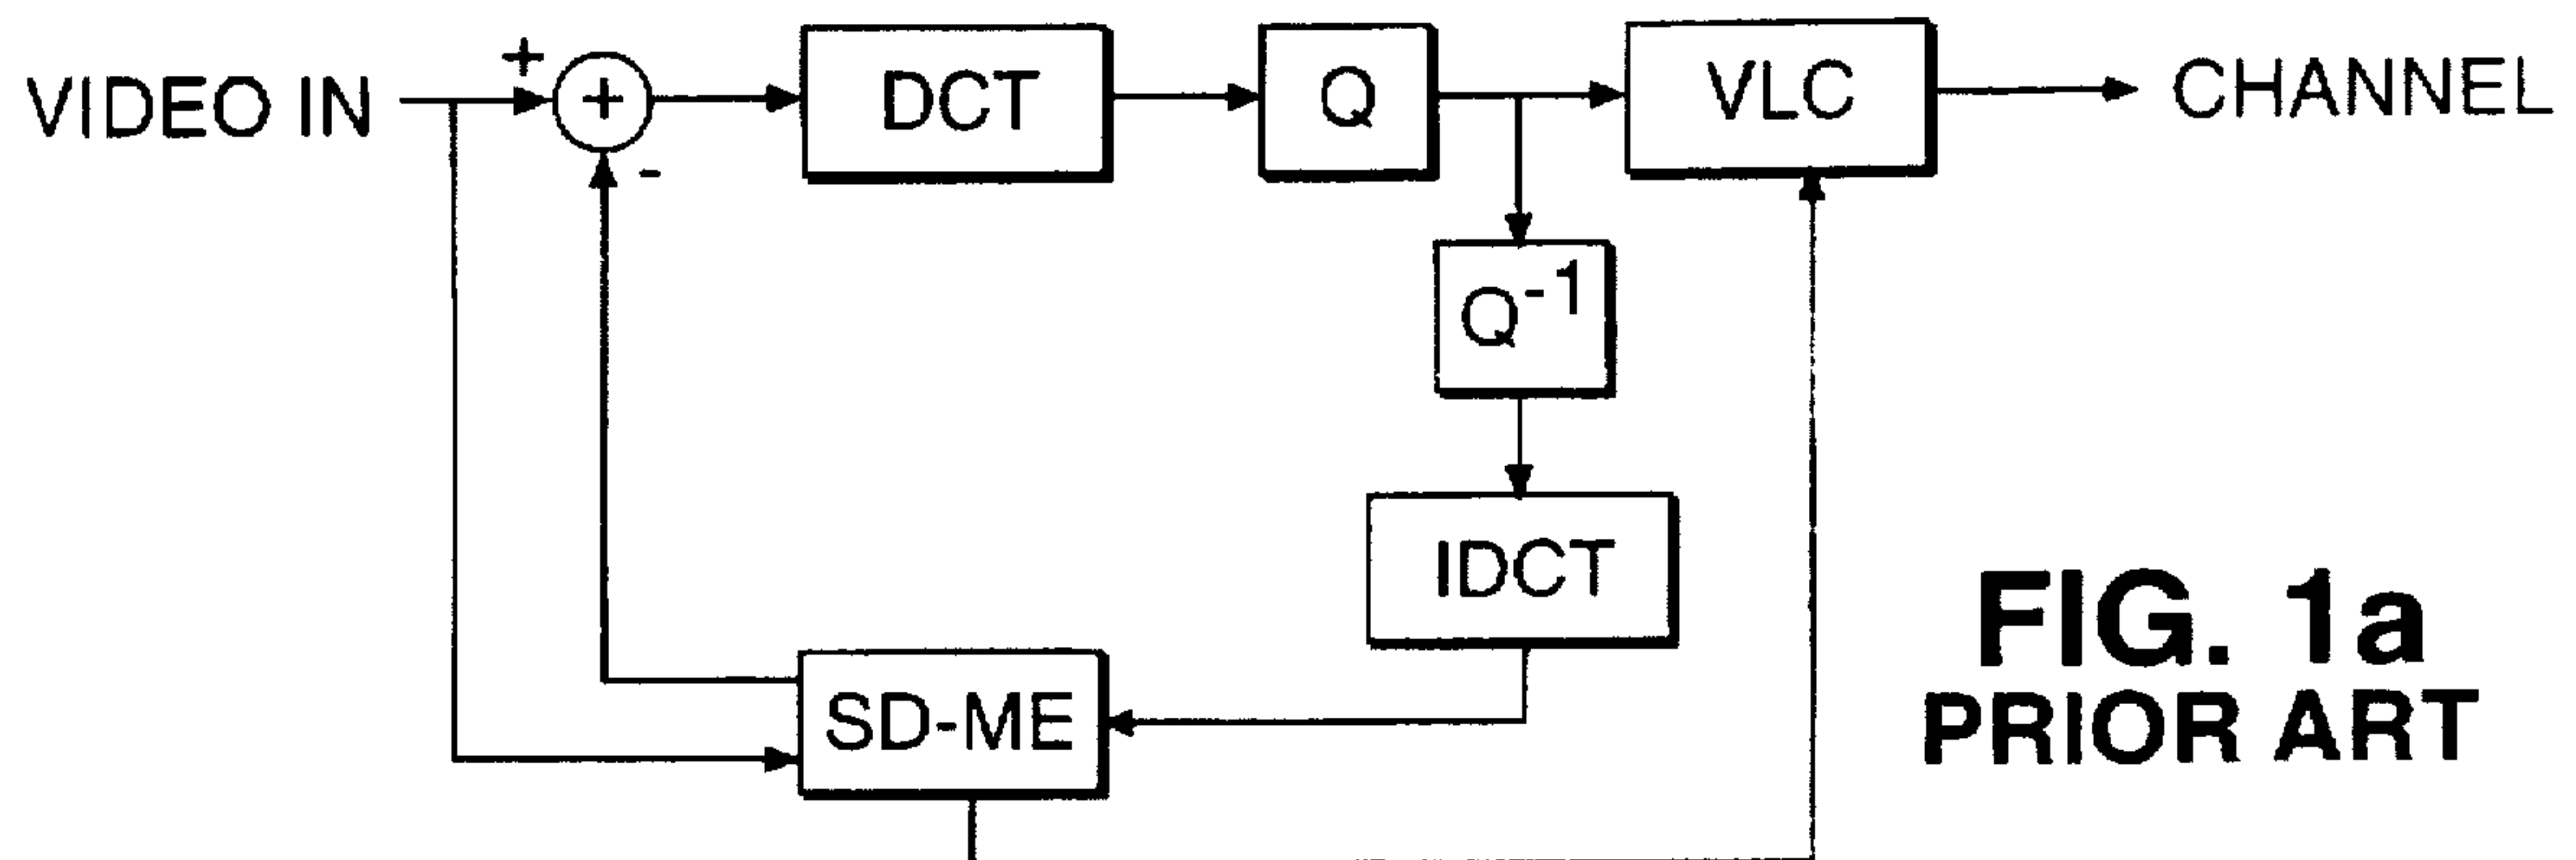 VIDEO IN
+
+
-
DCT
Q
VLC
CHANNEL
Q-1
IDCT
SD-ME
FIG. 1a
PRIOR ART